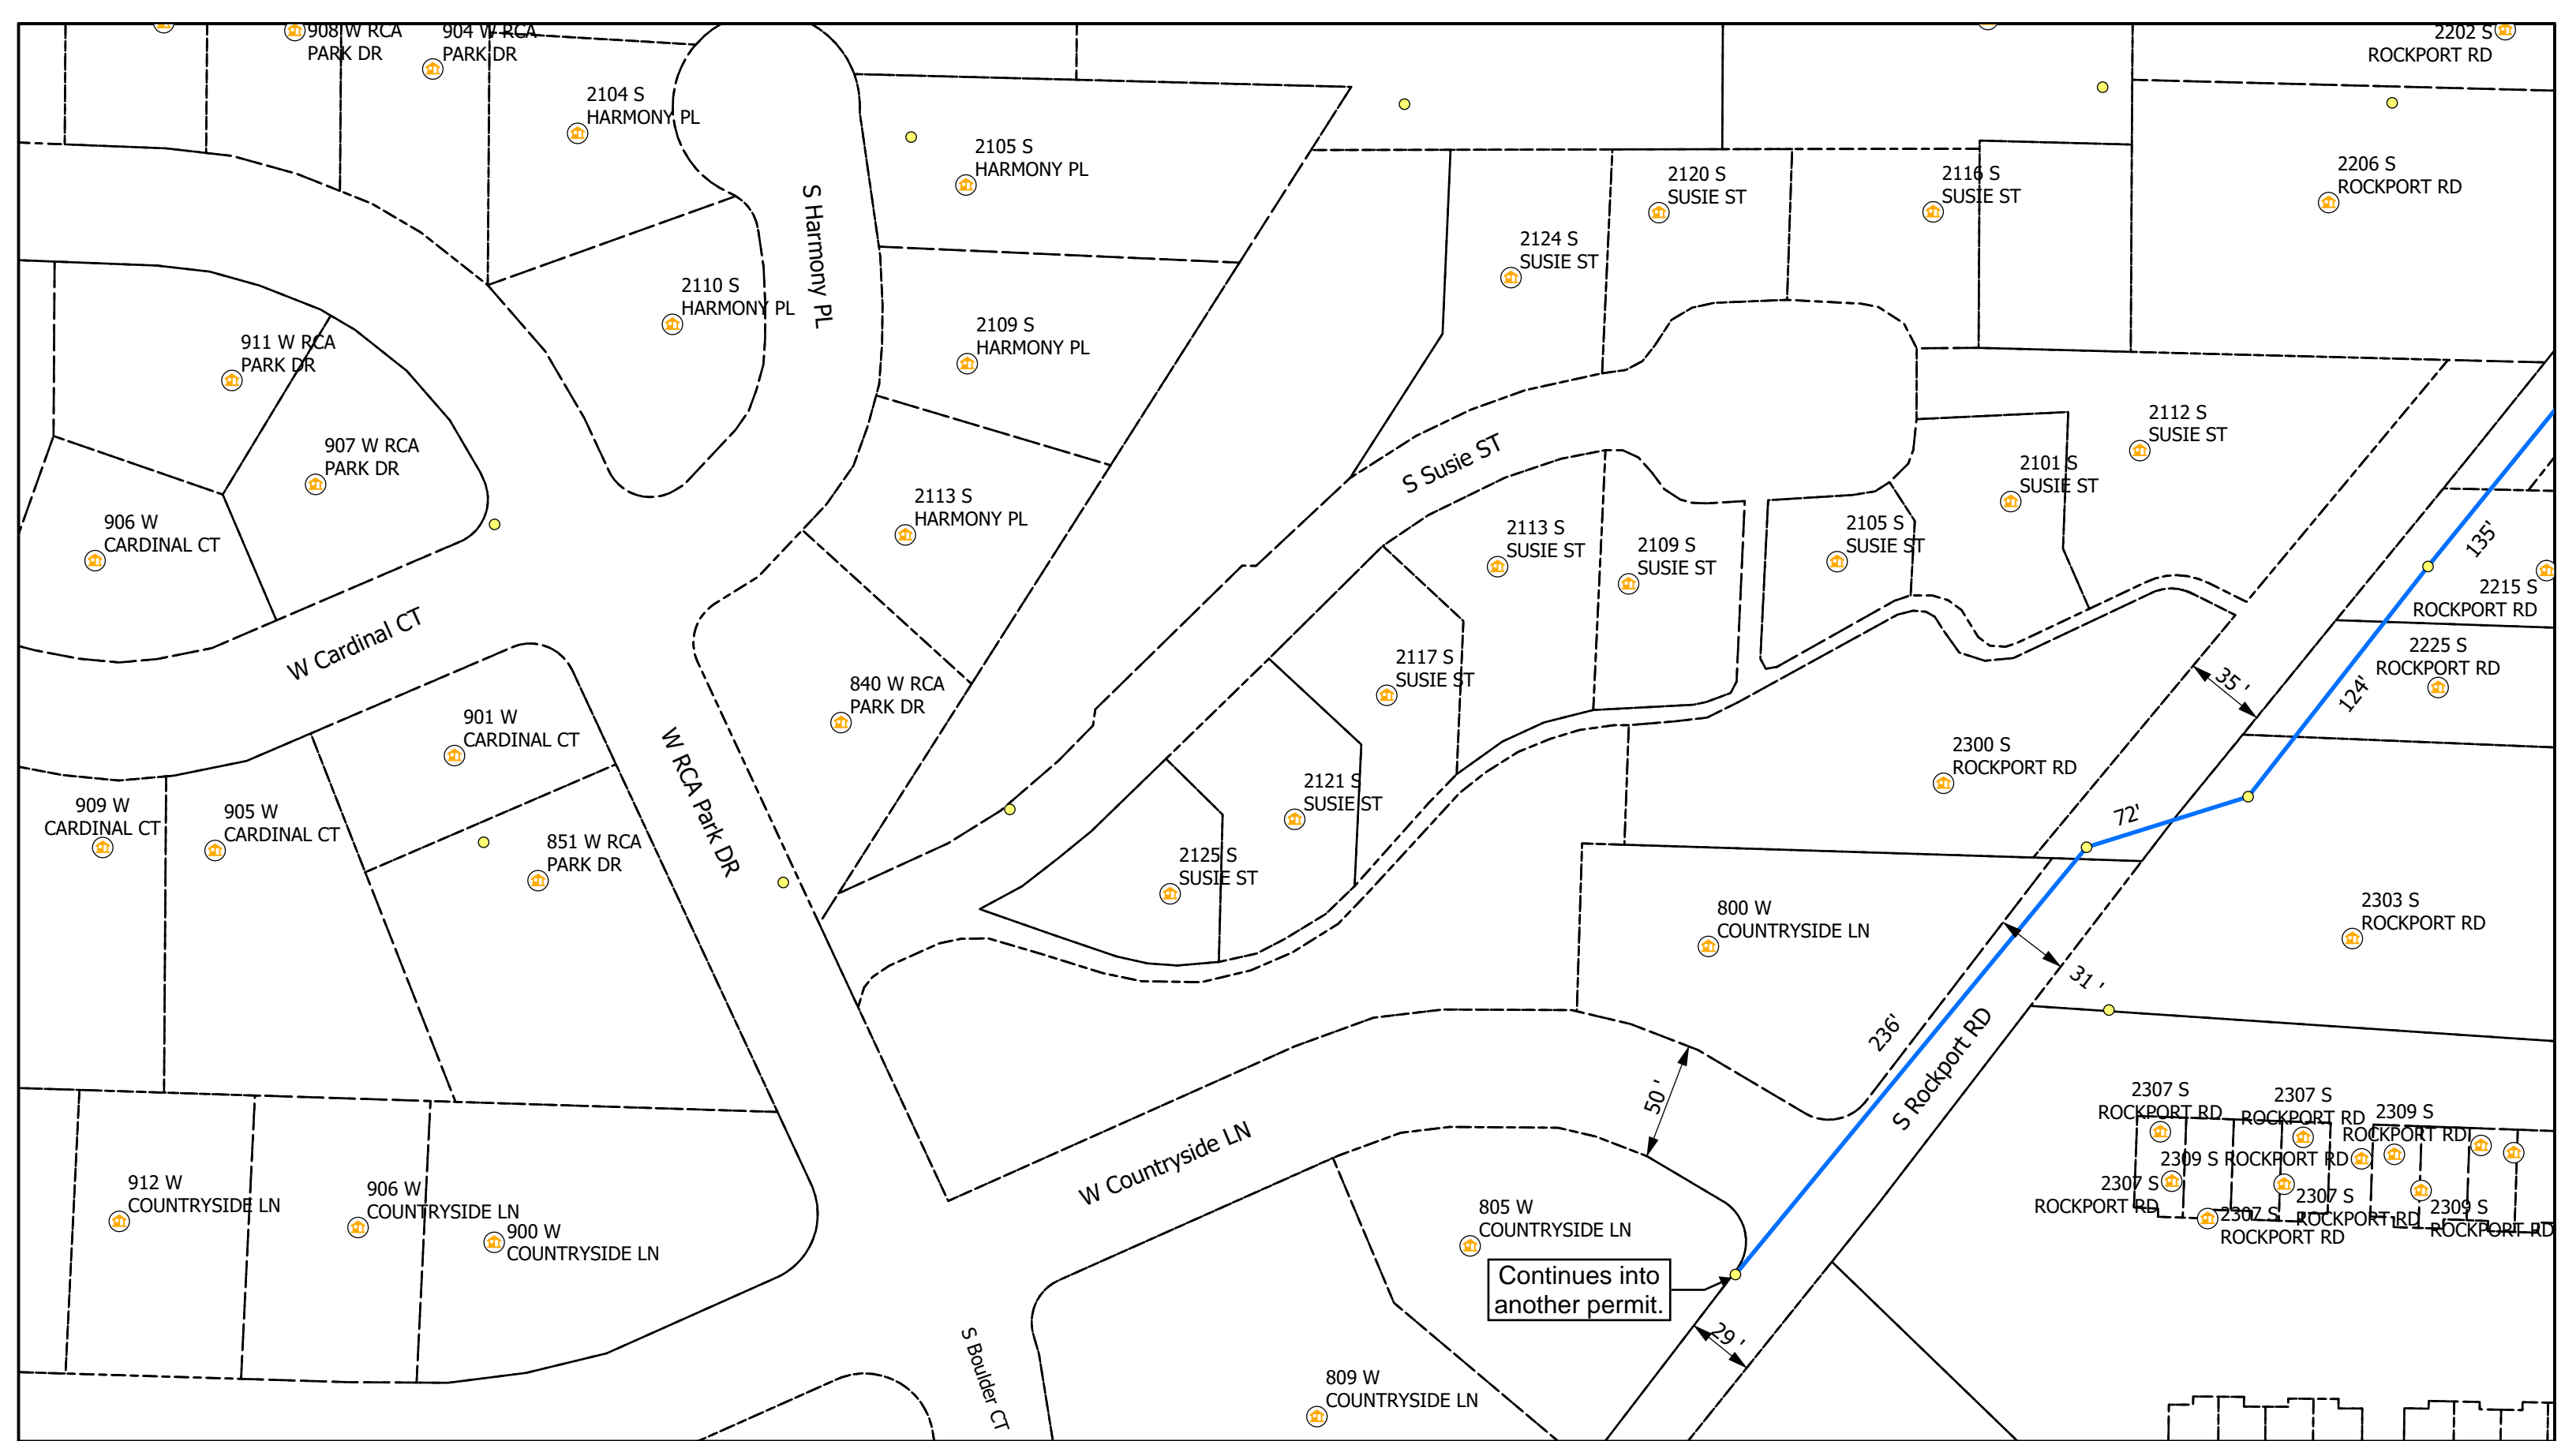 908 W RCA
PARK DR
904 W RCA
PARK DR
2202 S
ROCKPORT RD
2104 S
HARMONY PL
2105 S
HARMONY PL
2120 S
SUSIE ST
2116 S
SUSIE ST
2206 S
ROCKPORT RD
S Harmony PL
2124 S
SUSIE ST
2110 S
HARMONY PL
2109 S
HARMONY PL
911 W RCA
PARK DR
907 W RCA
PARK DR
2112 S
SUSIE ST
S Susie ST
2101 S
SUSIE ST
906 W
CARDINAL CT
2113 S
HARMONY PL
2113 S
SUSIE ST
2109 S
SUSIE ST
2105 S
SUSIE ST
135'
2215 S
ROCKPORT RD
W Cardinal CT
2117 S
SUSIE ST
2225 S
ROCKPORT RD
35 '
124'
840 W RCA
PARK DR
901 W
CARDINAL CT
W RCA Park DR
2300 S
ROCKPORT RD
2121 S
SUSIE ST
72'
909 W
CARDINAL CT
905 W
CARDINAL CT
851 W RCA
PARK DR
2125 S
SUSIE ST
800 W
COUNTRYSIDE LN
2303 S
ROCKPORT RD
31 '
236'
S Rockport RD
50 '
2307 S
ROCKPORT RD
2307 S
ROCKPORT RD
2309 S
ROCKPORT RD
2309 S ROCKPORT RD
2307 S
ROCKPORT RD
2307 S
ROCKPORT RD
2307 S
ROCKPORT RD
2309 S
ROCKPORT RD
W Countryside LN
912 W
COUNTRYSIDE LN
906 W
COUNTRYSIDE LN
900 W
COUNTRYSIDE LN
805 W
COUNTRYSIDE LN
Continues into
another permit.
29 '
S Boulder CT
809 W
COUNTRYSIDE LN